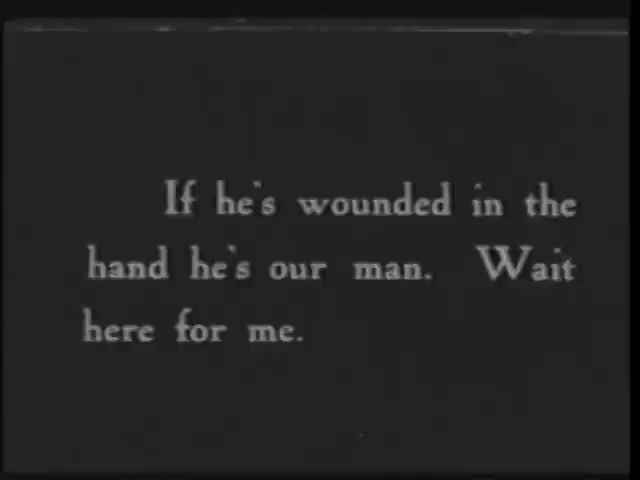 If he's wounded in the
hand he's our man. Wait
here for me.